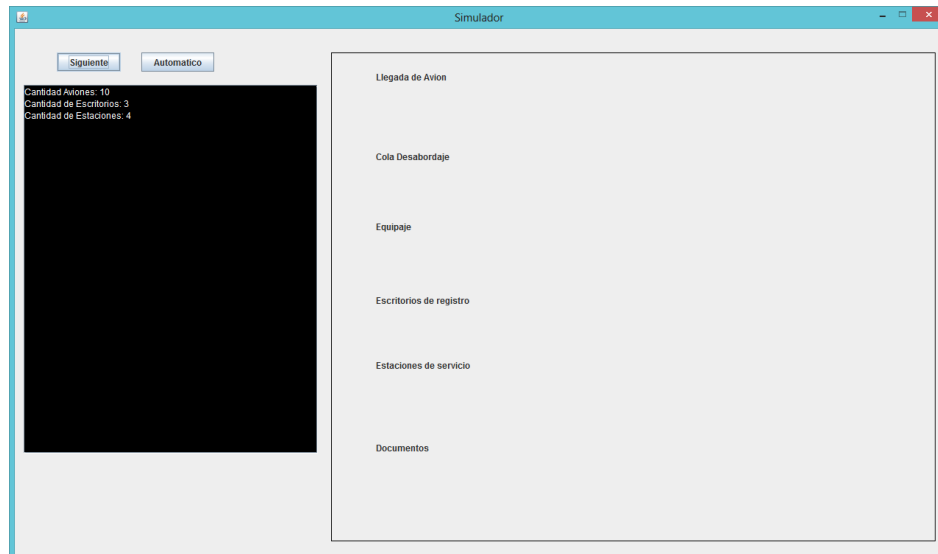 Simulador
Siguiente
Automatico
Cantidad Aviones: 10
Cantidad de Escritorios: 3
Cantidad de Estaciones: 4
Llegada de Avion
Cola Desabordaje
Equipaje
Escritorios de registro
Estaciones de servicio
Documentos